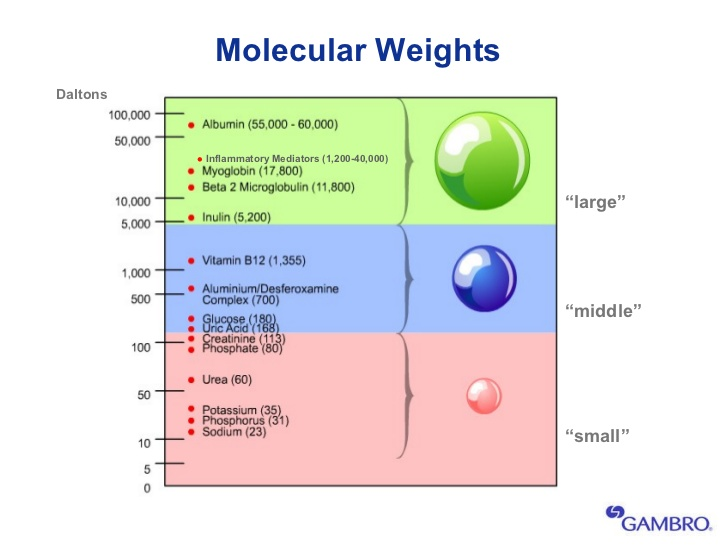 Molecular Weights
Daltons
100,000
50,000
10,000
5,000
1,000
500
100
50
10
5
0
Albumin (55,000 - 60,000)
Inflammatory Mediators (1,200-40,000)
Myoglobin (17,800)
Beta 2 Microglobulin (11,800)
Inulin (5,200)
Vitamin B12 (1,355)
Aluminium/Desferoxamine
Complex (700)
Glucose (180)
Uric Acid (168)
Creatinine (113)
Phosphate (80)
Urea (60)
Potassium (35)
Phosphorus (31)
Sodium (23)
“large”
“middle”
“small”
GAMBRO®